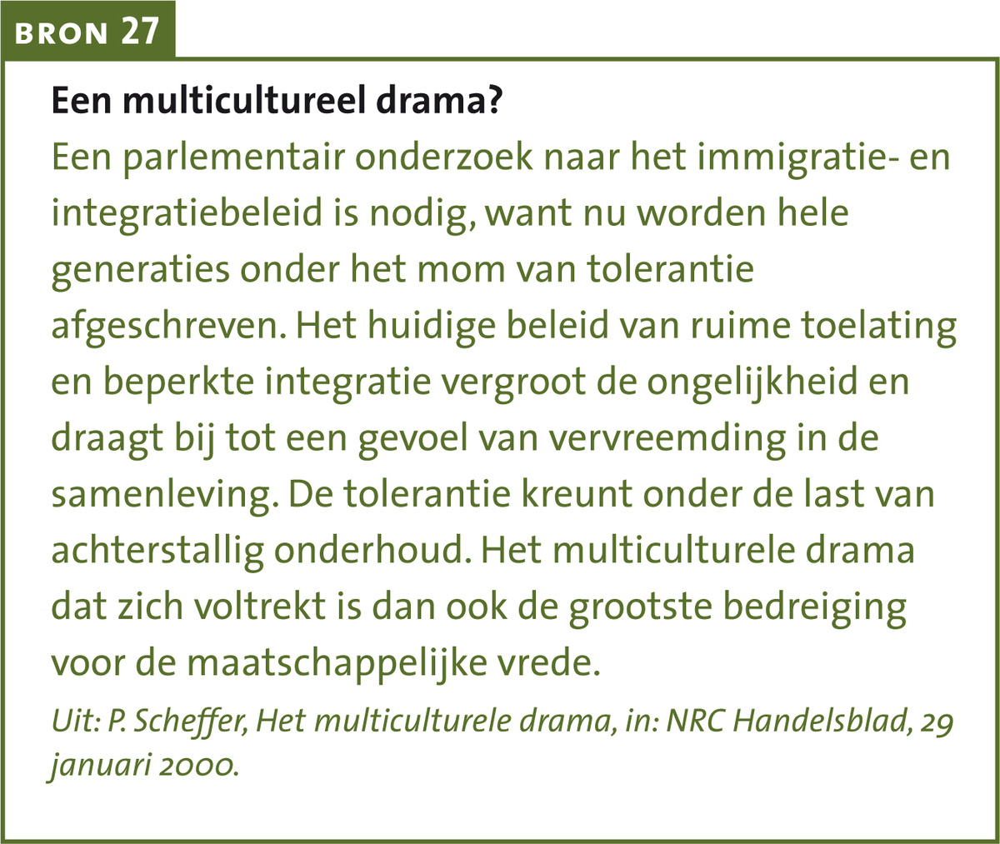 BRON 27
Een multicultureel drama?
Een parlementair onderzoek naar het immigratie- en
integratiebeleid is nodig, want nu worden hele
generaties onder het mom van tolerantie
afgeschreven. Het huidige beleid van ruime toelating
en beperkte integratie vergroot de ongelijkheid en
draagt bij tot een gevoel van vervreemding in de
samenleving. De tolerantie kreunt onder de last van
achterstallig onderhoud. Het multiculturele drama
dat zich voltrekt is dan ook de grootste bedreiging
voor de maatschappelijke vrede.
Uit: P. Scheffer, Het multiculturele drama, in: NRC Handelsblad, 29
januari 2000.